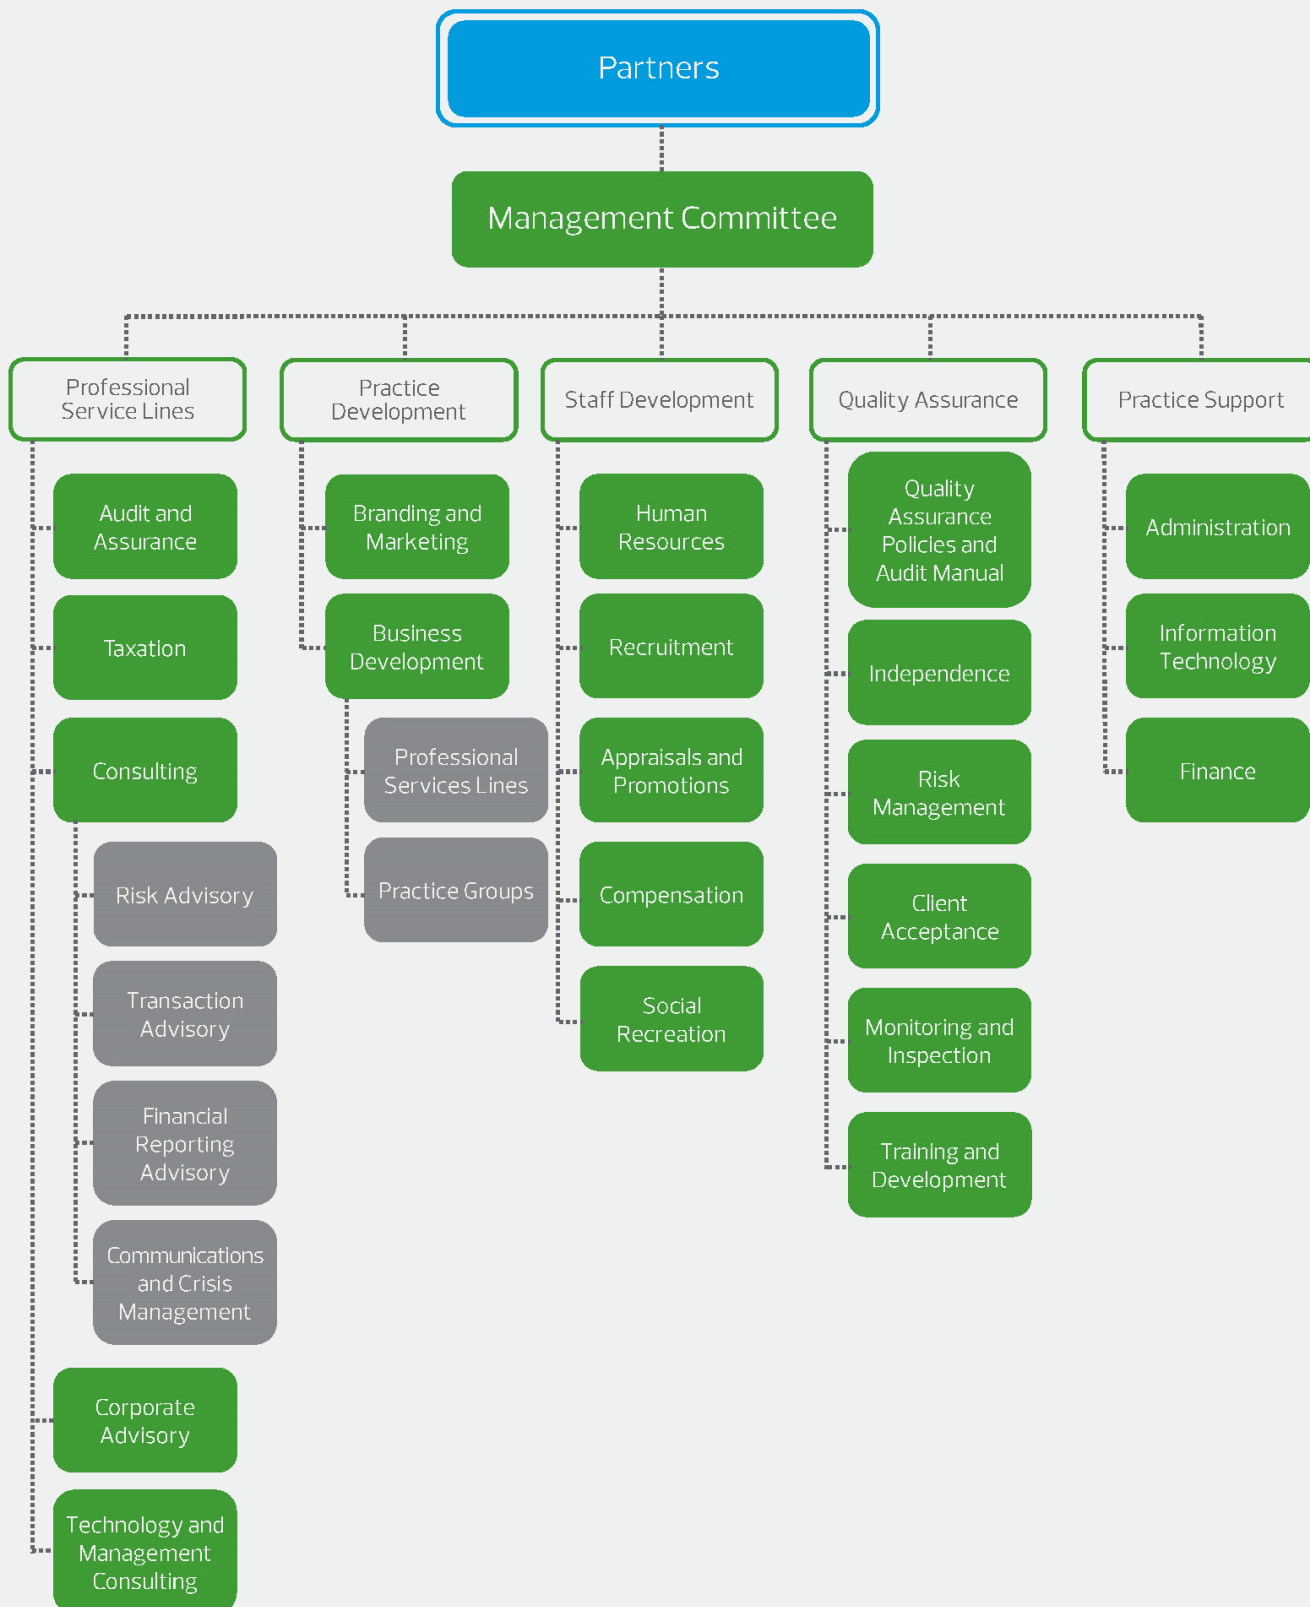 Partners
Management Committee
Professional
Service Lines
Practice
Development
Staff Development
Quality Assurance
Practice Support
Audit and
Assurance
Taxation
Consulting
Risk Advisory
Transaction
Advisory
Financial
Reporting
Advisory
Communications
and Crisis
Management
Corporate
Advisory
Technology and
Management
Consulting
Branding and
Marketing
Business
Development
Professional
Services Lines
Practice Groups
Human
Resources
Recruitment
Appraisals and
Promotions
Compensation
Social
Recreation
Quality
Assurance
Policies and
Audit Manual
Independence
Risk
Management
Client
Acceptance
Monitoring and
Inspection
Training and
Development
Administration
Information
Technology
Finance